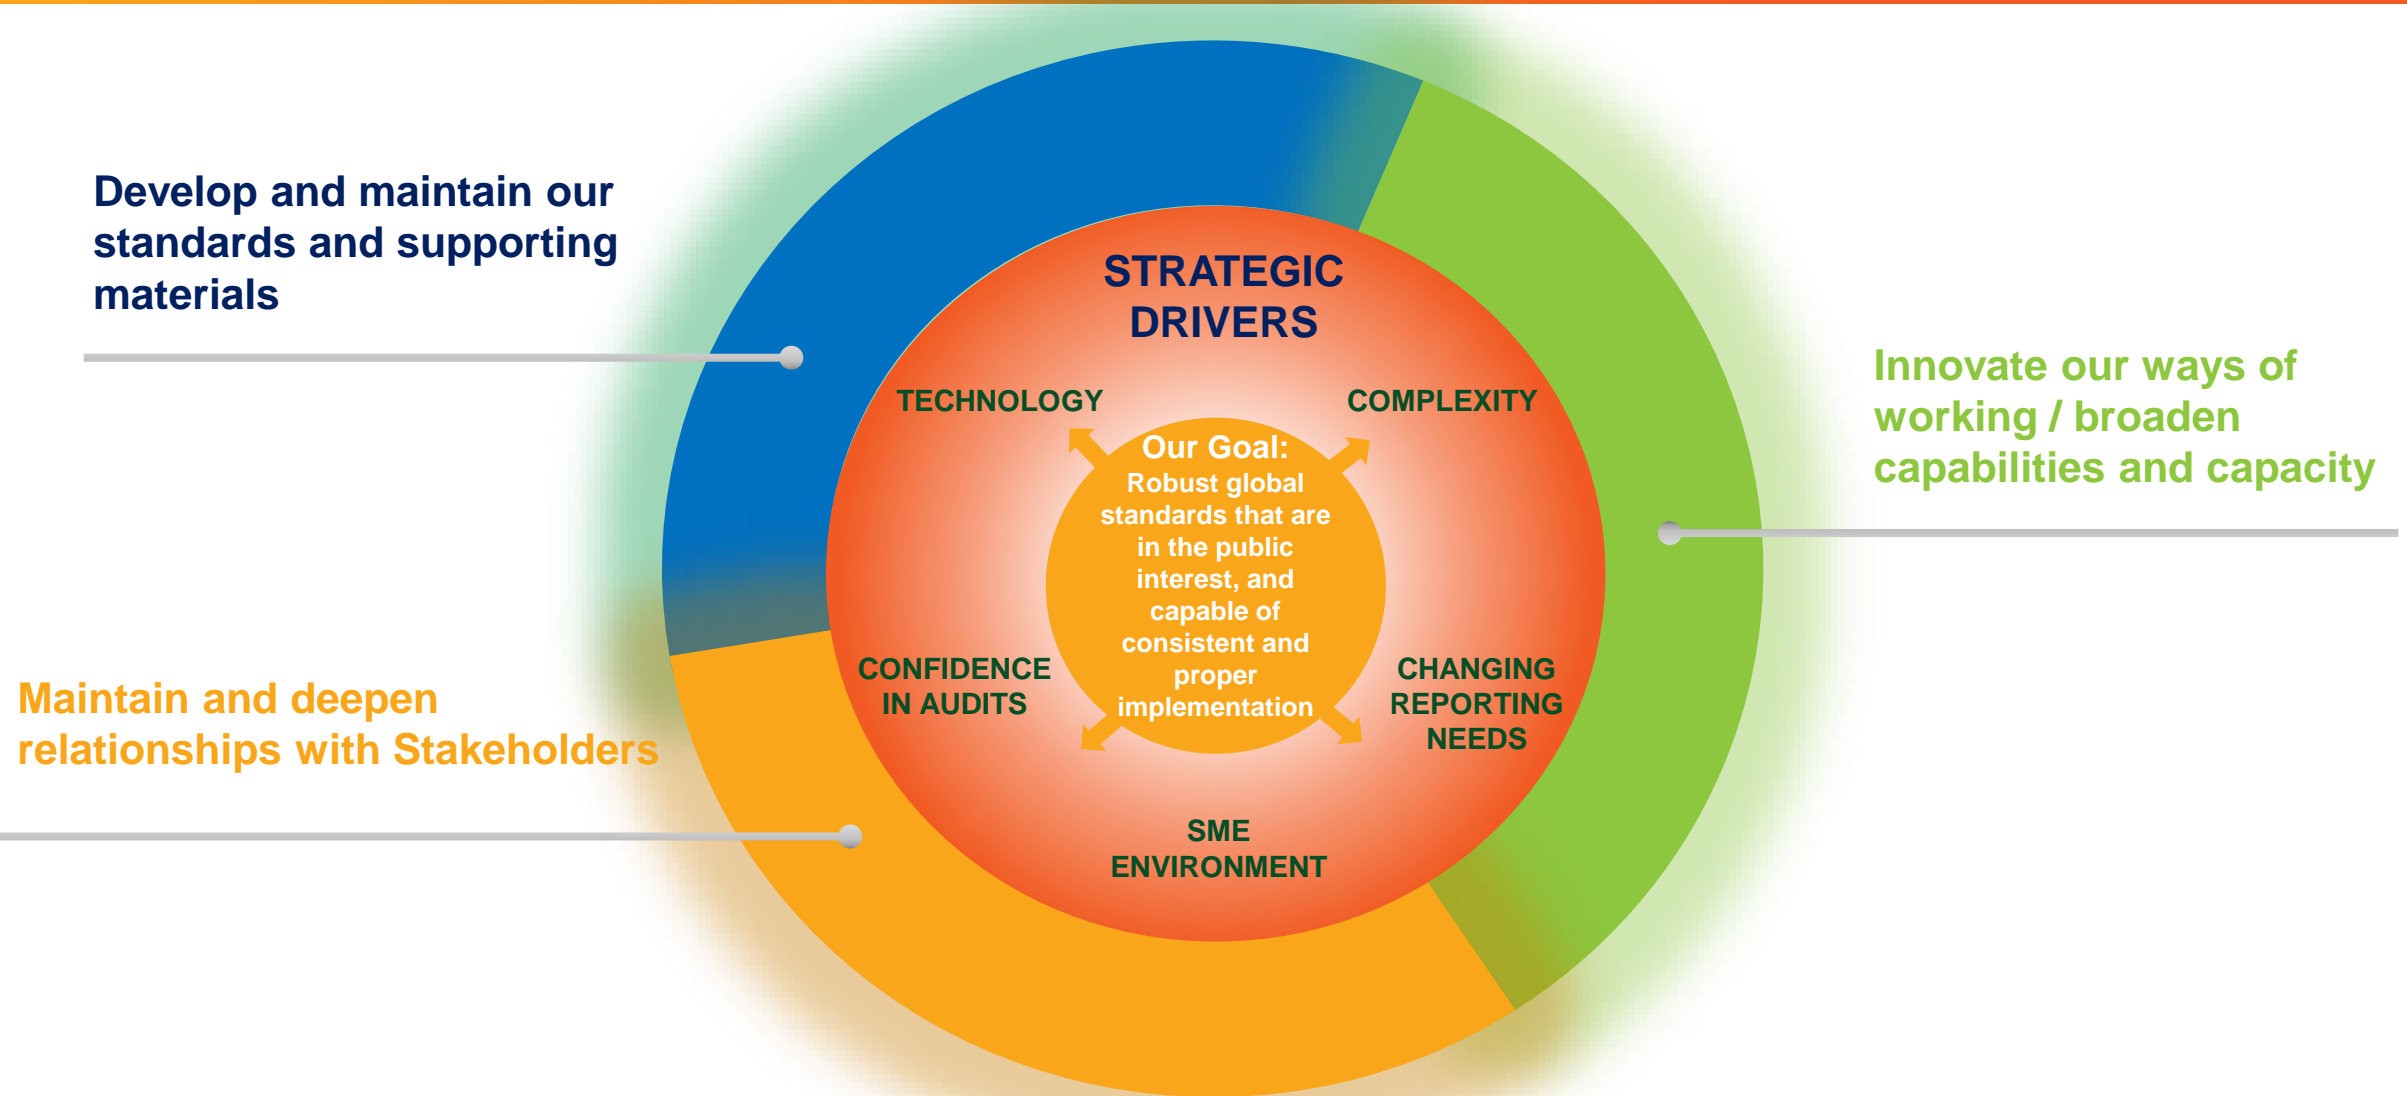 Develop and maintain our
standards and supporting
materials
STRATEGIC
DRIVERS
TECHNOLOGY
COMPLEXITY
Our Goal:
Robust global
standards that are
in the public
interest, and
capable of
consistent and
proper
implementation
CONFIDENCE
IN AUDITS
CHANGING
REPORTING
NEEDS
SME
ENVIRONMENT
Innovate our ways of
working / broaden
capabilities and capacity
Maintain and deepen
relationships with Stakeholders